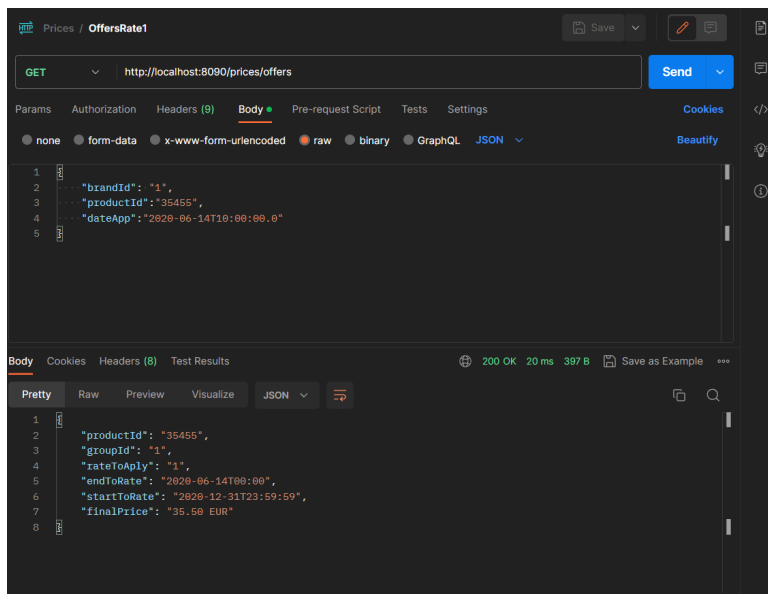 HTTP Prices / OffersRate1 Save
GET http://localhost:8090/prices/offers Send
Params Authorization Headers (9) Body Pre-request Script Tests Settings Cookies
none form-data x-www-form-urlencoded raw binary GraphQL JSON Beautify
1 {
2 "brandId": "1",
3 "productId":"35455",
4 "dateApp":"2020-06-14T10:00:00.0"
5 }
Body Cookies Headers (8) Test Results 200 OK 20 ms 397 B Save as Example
Pretty Raw Preview Visualize JSON
1 {
2 "productId": "35455",
3 "groupId": "1",
4 "rateToAply": "1",
5 "endToRate": "2020-06-14T00:00",
6 "startToRate": "2020-12-31T23:59:59",
7 "finalPrice": "35.50 EUR"
8 }